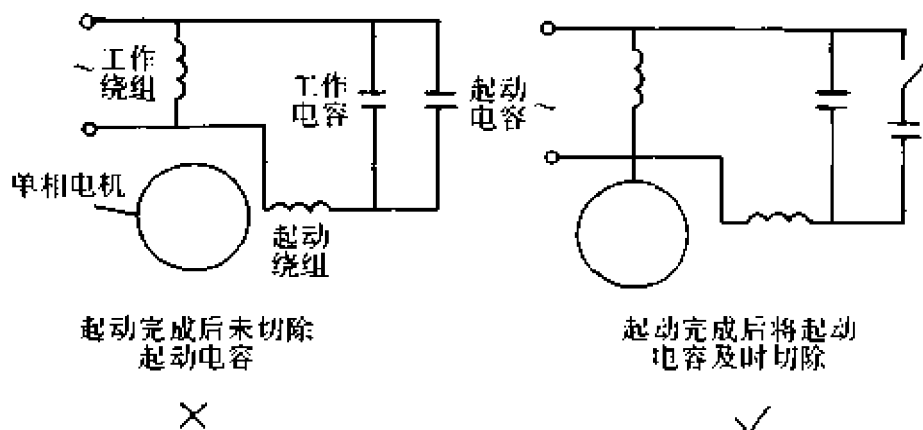 工作
绕组
工作
电容
起动
电容
单相电机
起动
绕组
起动完成后未切除
起动电容
起动完成后将起动
电容及时切除